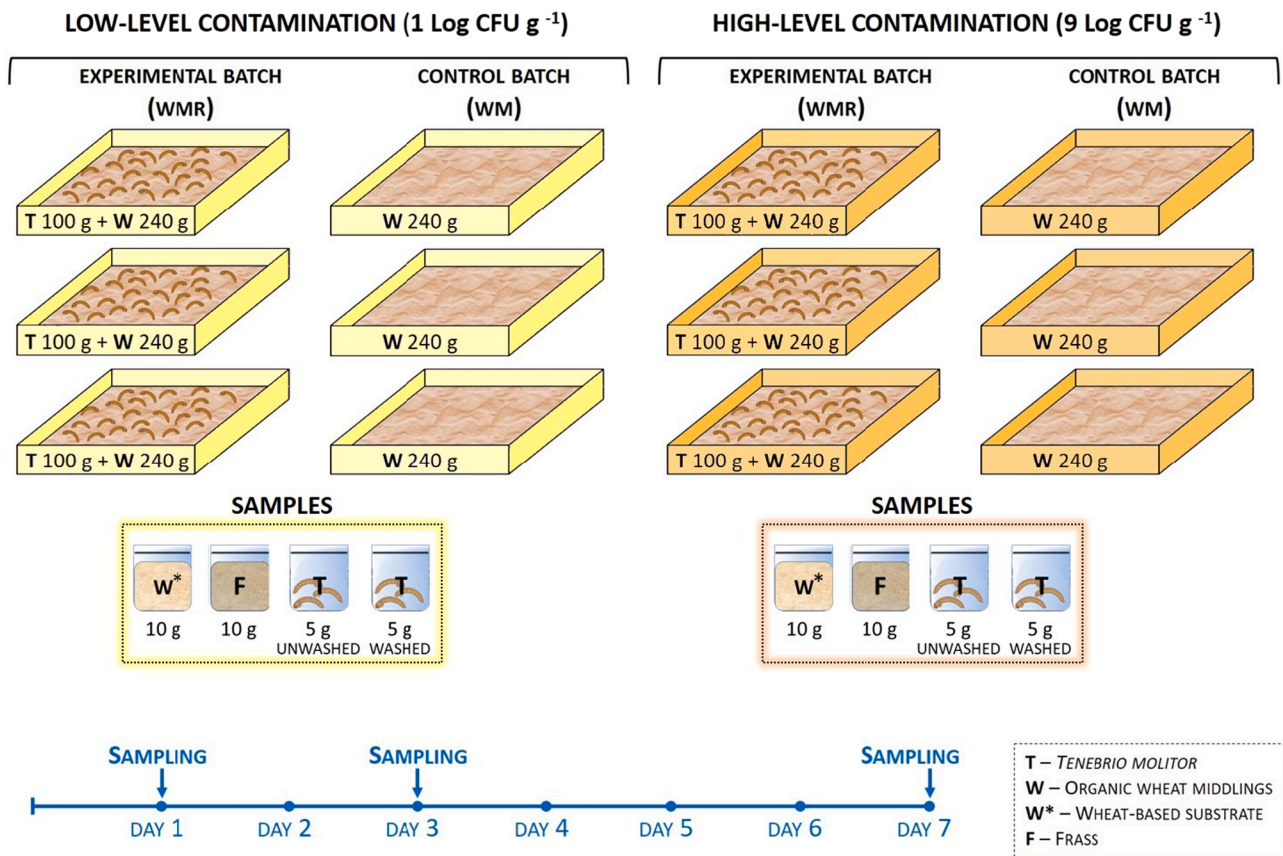 LOW-LEVEL CONTAMINATION (1 Log CFU g -1)
EXPERIMENTAL BATCH
(WMR)
CONTROL BATCH
(WM)
T 100 g + W 240 g
W 240 g
T 100 g + W 240 g
W 240 g
T 100 g + W 240 g
W 240 g
SAMPLES
W*
F
T
T
10 g
10 g
5 g
UNWASHED
5 g
WASHED
HIGH-LEVEL CONTAMINATION (9 Log CFU g -1)
EXPERIMENTAL BATCH
(WMR)
CONTROL BATCH
(WM)
T 100 g + W 240 g
W 240 g
T 100 g + W 240 g
W 240 g
T 100 g + W 240 g
W 240 g
SAMPLES
W*
F
T
T
10 g
10 g
5 g
UNWASHED
5 g
WASHED
SAMPLING
SAMPLING
SAMPLING
DAY 1
DAY 2
DAY 3
DAY 4
DAY 5
DAY 6
DAY 7
T – TENEBRIO MOLITOR
W – ORGANIC WHEAT MIDDLINGS
W* – WHEAT-BASED SUBSTRATE
F – FRASS